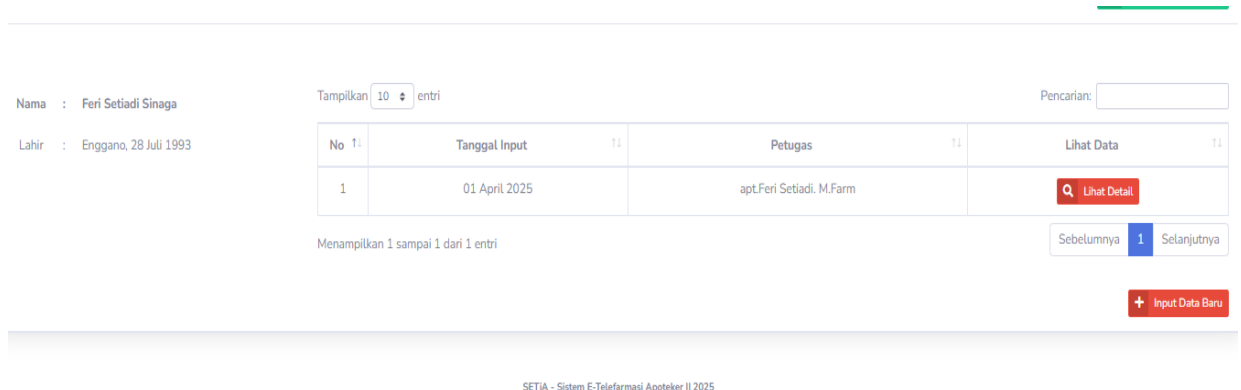 Tampilkan 10 entri
Pencarian:
Nama : Feri Setiadi Sinaga
Lahir : Enggano, 28 Juli 1993
No Tanggal Input Petugas Lihat Data
1 01 April 2025 apt.Feri Setiadi. M.Farm Lihat Detail
Menampilkan 1 sampai 1 dari 1 entri
Sebelumnya 1 Selanjutnya
Input Data Baru
SETiA - Sistem E-Telefarmasi Apoteker || 2025